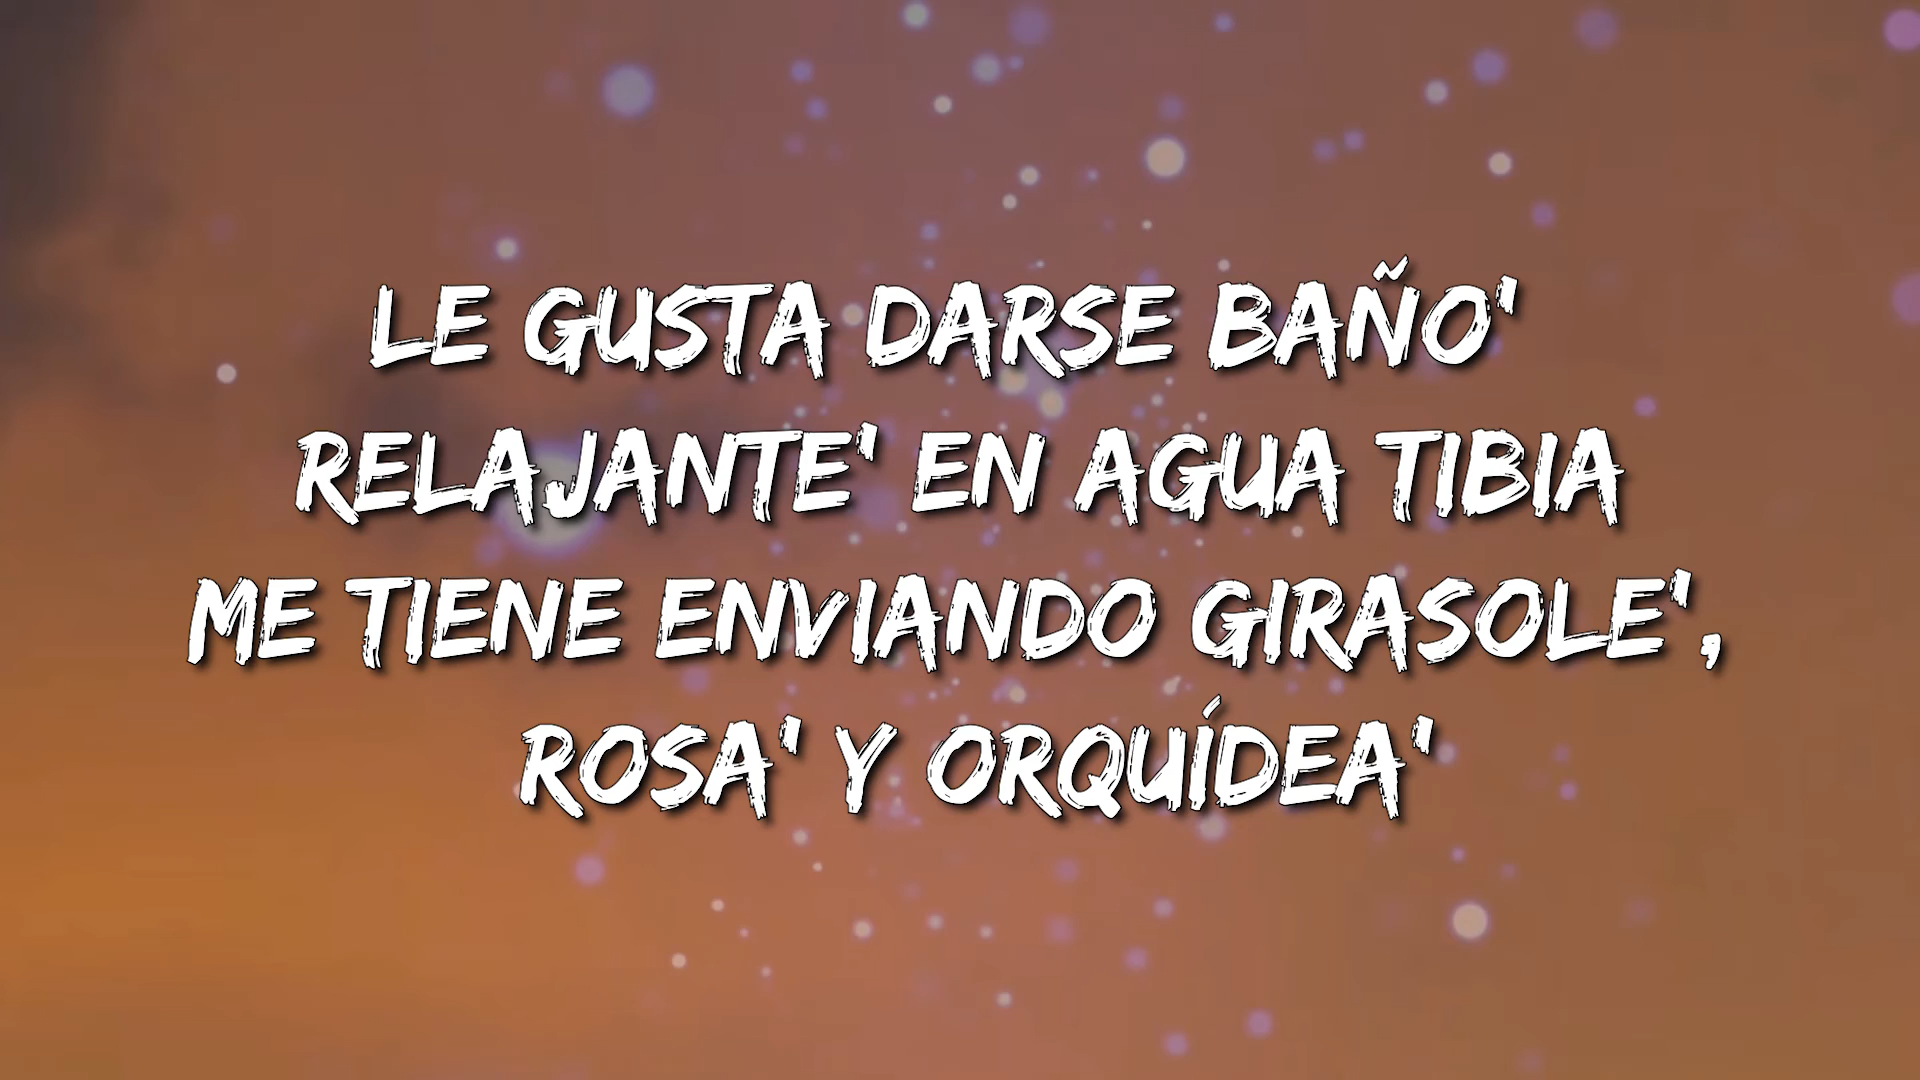 LE GUSTA DARSE BAÑO'
RELAJANTE' EN AGUA TIBIA
ME TIENE ENVIANDO GIRASOLE',
ROSA' Y ORQUÍDEA'